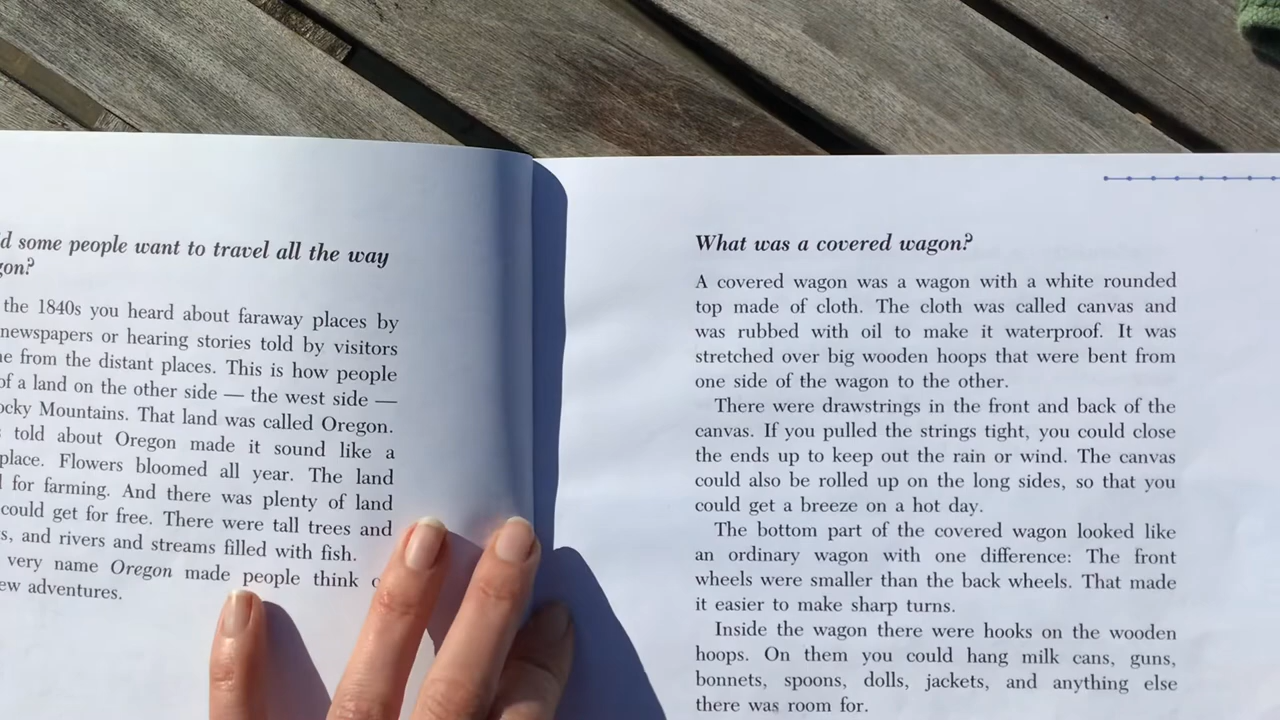 d some people want to travel all the way
gon?
the 1840s you heard about faraway places by
newspapers or hearing stories told by visitors
e from the distant places. This is how people
of a land on the other side — the west side —
ocky Mountains. That land was called Oregon.
s told about Oregon made it sound like a
place. Flowers bloomed all year. The land
l for farming. And there was plenty of land
could get for free. There were tall trees and
s, and rivers and streams filled with fish.
very name Oregon made people think
ew adventures.
What was a covered wagon?
A covered wagon was a wagon with a white rounded
top made of cloth. The cloth was called canvas and
was rubbed with oil to make it waterproof. It was
stretched over big wooden hoops that were bent from
one side of the wagon to the other.
There were drawstrings in the front and back of the
canvas. If you pulled the strings tight, you could close
the ends up to keep out the rain or wind. The canvas
could also be rolled up on the long sides, so that you
could get a breeze on a hot day.
The bottom part of the covered wagon looked like
an ordinary wagon with one difference: The front
wheels were smaller than the back wheels. That made
it easier to make sharp turns.
Inside the wagon there were hooks on the wooden
hoops. On them you could hang milk cans, guns,
bonnets, spoons, dolls, jackets, and anything else
there was room for.